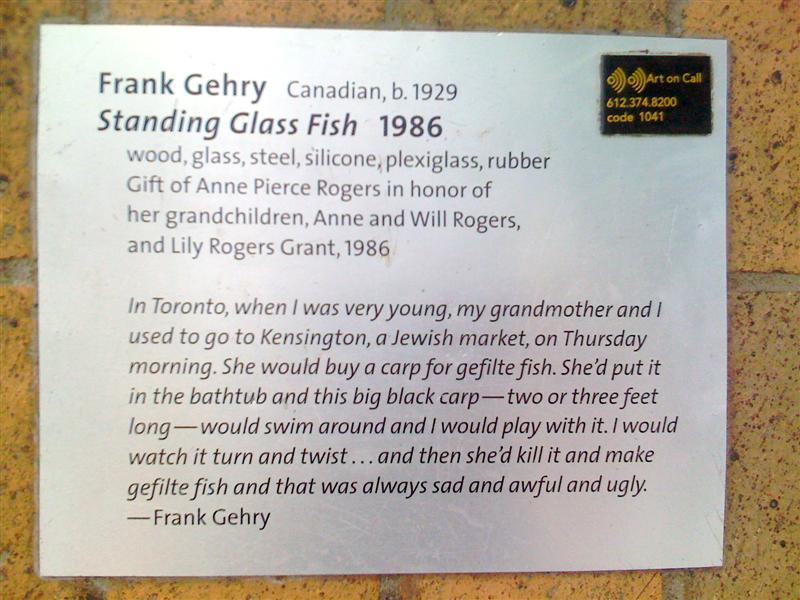 Frank Gehry Canadian, b. 1929
Standing Glass Fish 1986
wood, glass, steel, silicone, plexiglass, rubber
Gift of Anne Pierce Rogers in honor of
her grandchildren, Anne and Will Rogers,
and Lily Rogers Grant, 1986
Art on Call
612.374.8200
code 1041
In Toronto, when I was very young, my grandmother and I
used to go to Kensington, a Jewish market, on Thursday
morning. She would buy a carp for gefilte fish. She'd put it
in the bathtub and this big black carp—two or three feet
long—would swim around and I would play with it. I would
watch it turn and twist . . . and then she'd kill it and make
gefilte fish and that was always sad and awful and ugly.
—Frank Gehry